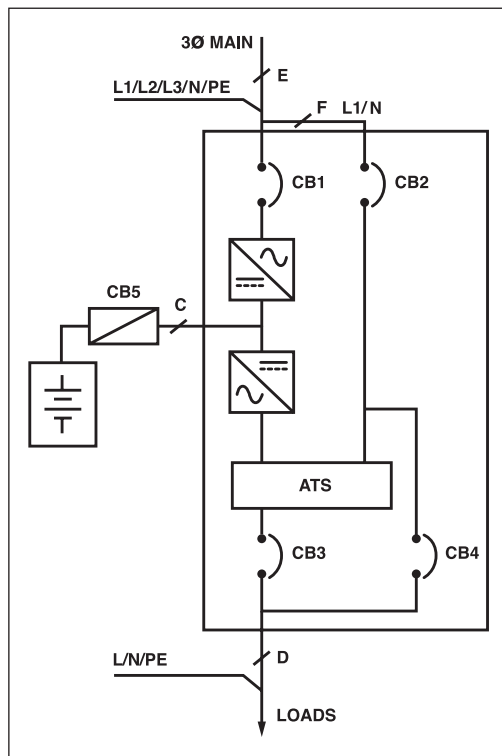 3Ø MAIN
E
L1/L2/L3/N/PE
F L1/N
CB1
CB2
CB5
C
ATS
CB3
CB4
L/N/PE
D
LOADS